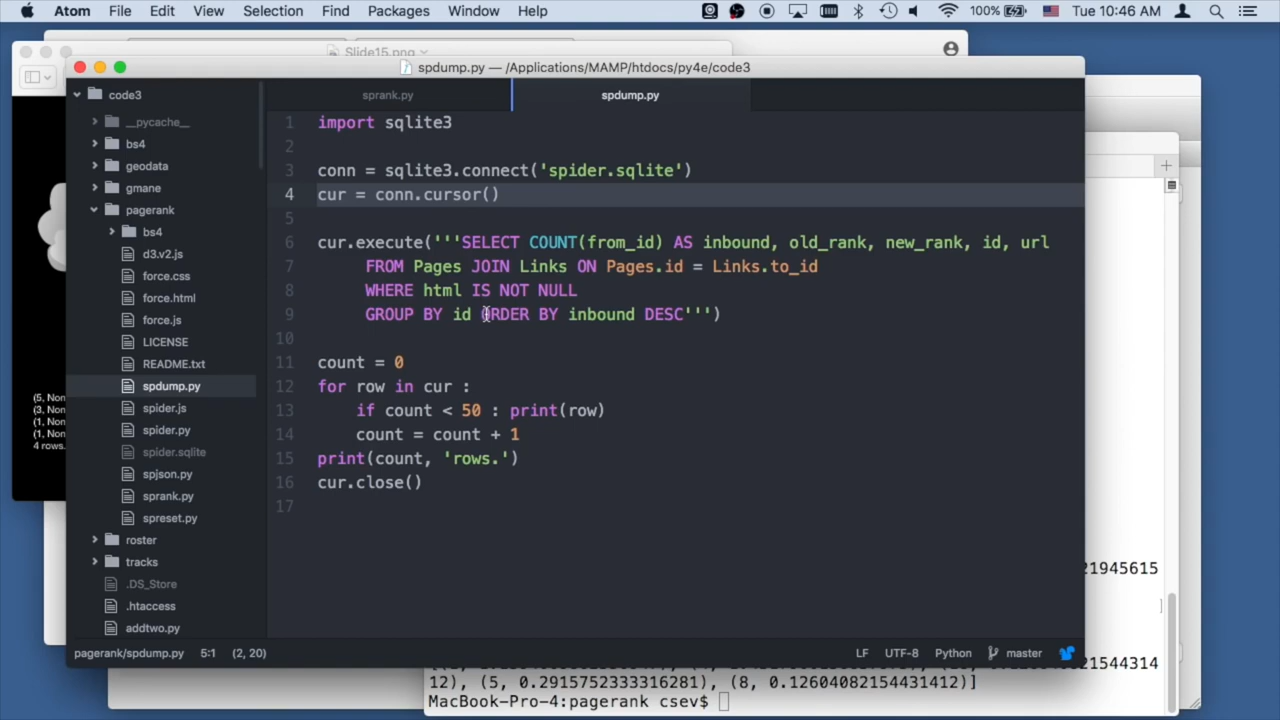 Atom File Edit View Selection Find Packages Window Help 100% Tue 10:46 AM
Slide15.png
spdump.py — /Applications/MAMP/htdocs/py4e/code3
code3
__pycache__
bs4
geodata
gmane
pagerank
bs4
d3.v2.js
force.css
force.html
force.js
LICENSE
README.txt
spdump.py
spider.js
spider.py
spider.sqlite
spjson.py
sprank.py
spreset.py
roster
tracks
.DS_Store
.htaccess
addtwo.py
sprank.py spdump.py
1 import sqlite3
2
3 conn = sqlite3.connect('spider.sqlite')
4 cur = conn.cursor()
5
6 cur.execute('''SELECT COUNT(from_id) AS inbound, old_rank, new_rank, id, url
7 FROM Pages JOIN Links ON Pages.id = Links.to_id
8 WHERE html IS NOT NULL
9 GROUP BY id ORDER BY inbound DESC''')
10
11 count = 0
12 for row in cur :
13 if count < 50 : print(row)
14 count = count + 1
15 print(count, 'rows.')
16 cur.close()
17
pagerank/spdump.py 5:1 (2, 20) LF UTF-8 Python master
(5, Non
(3, Non
(1, Non
(1, Non
4 rows.
21945615
21544314
12), (5, 0.2915752333316281), (8, 0.12604082154431412)]
MacBook-Pro-4:pagerank csev$